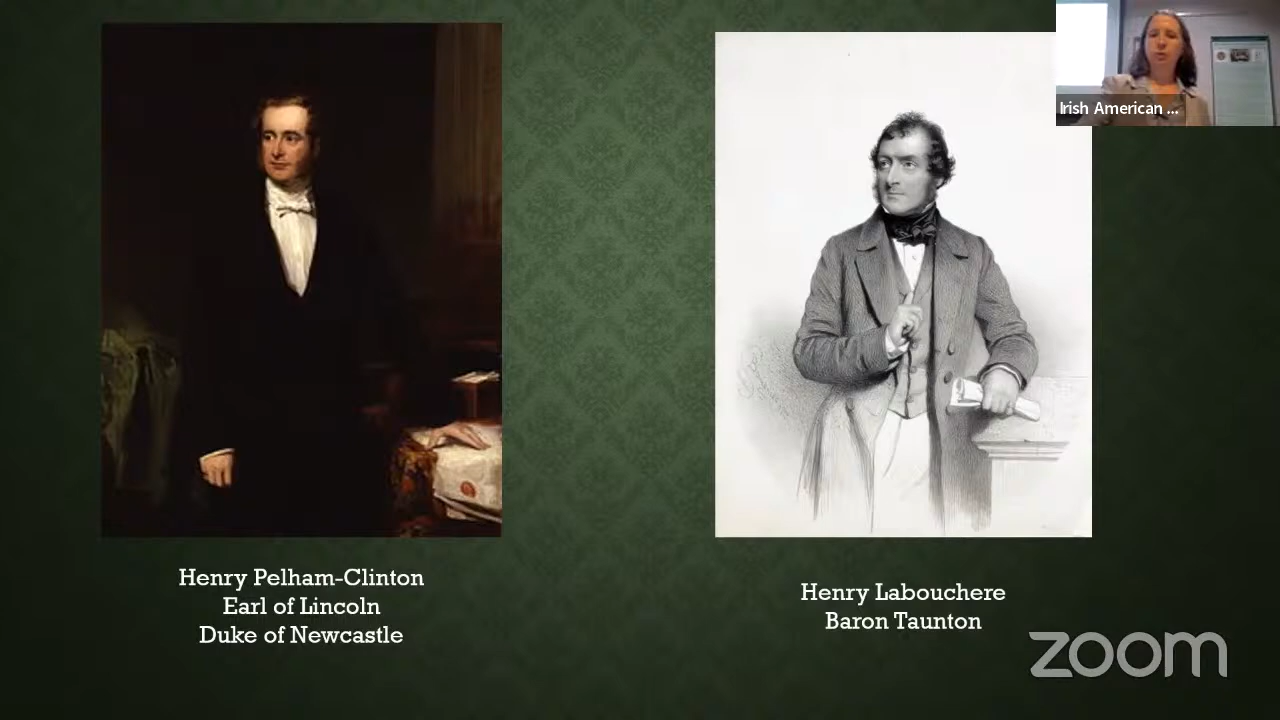 Irish American ...
Henry Pelham-Clinton
Earl of Lincoln
Duke of Newcastle
Henry Labouchere
Baron Taunton
zoom